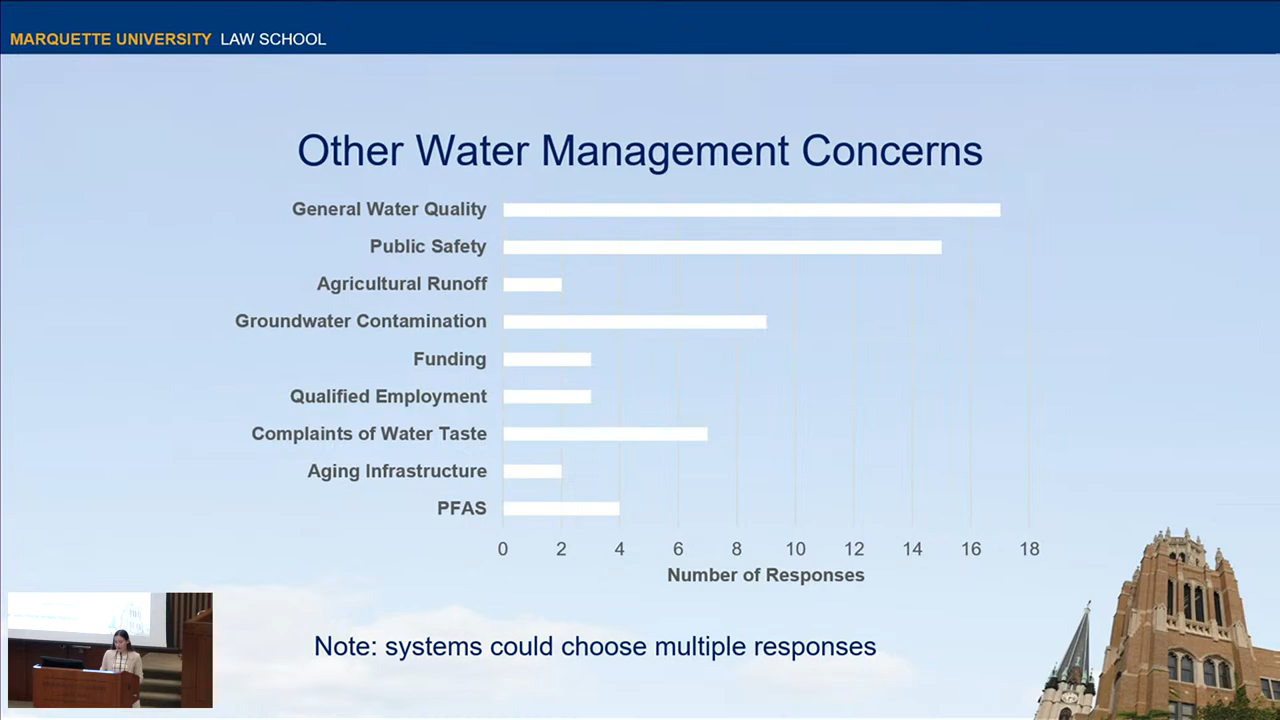 MARQUETTE UNIVERSITY LAW SCHOOL
Other Water Management Concerns
General Water Quality
Public Safety
Agricultural Runoff
Groundwater Contamination
Funding
Qualified Employment
Complaints of Water Taste
Aging Infrastructure
PFAS
0 2 4 6 8 10 12 14 16 18
Number of Responses
Note: systems could choose multiple responses